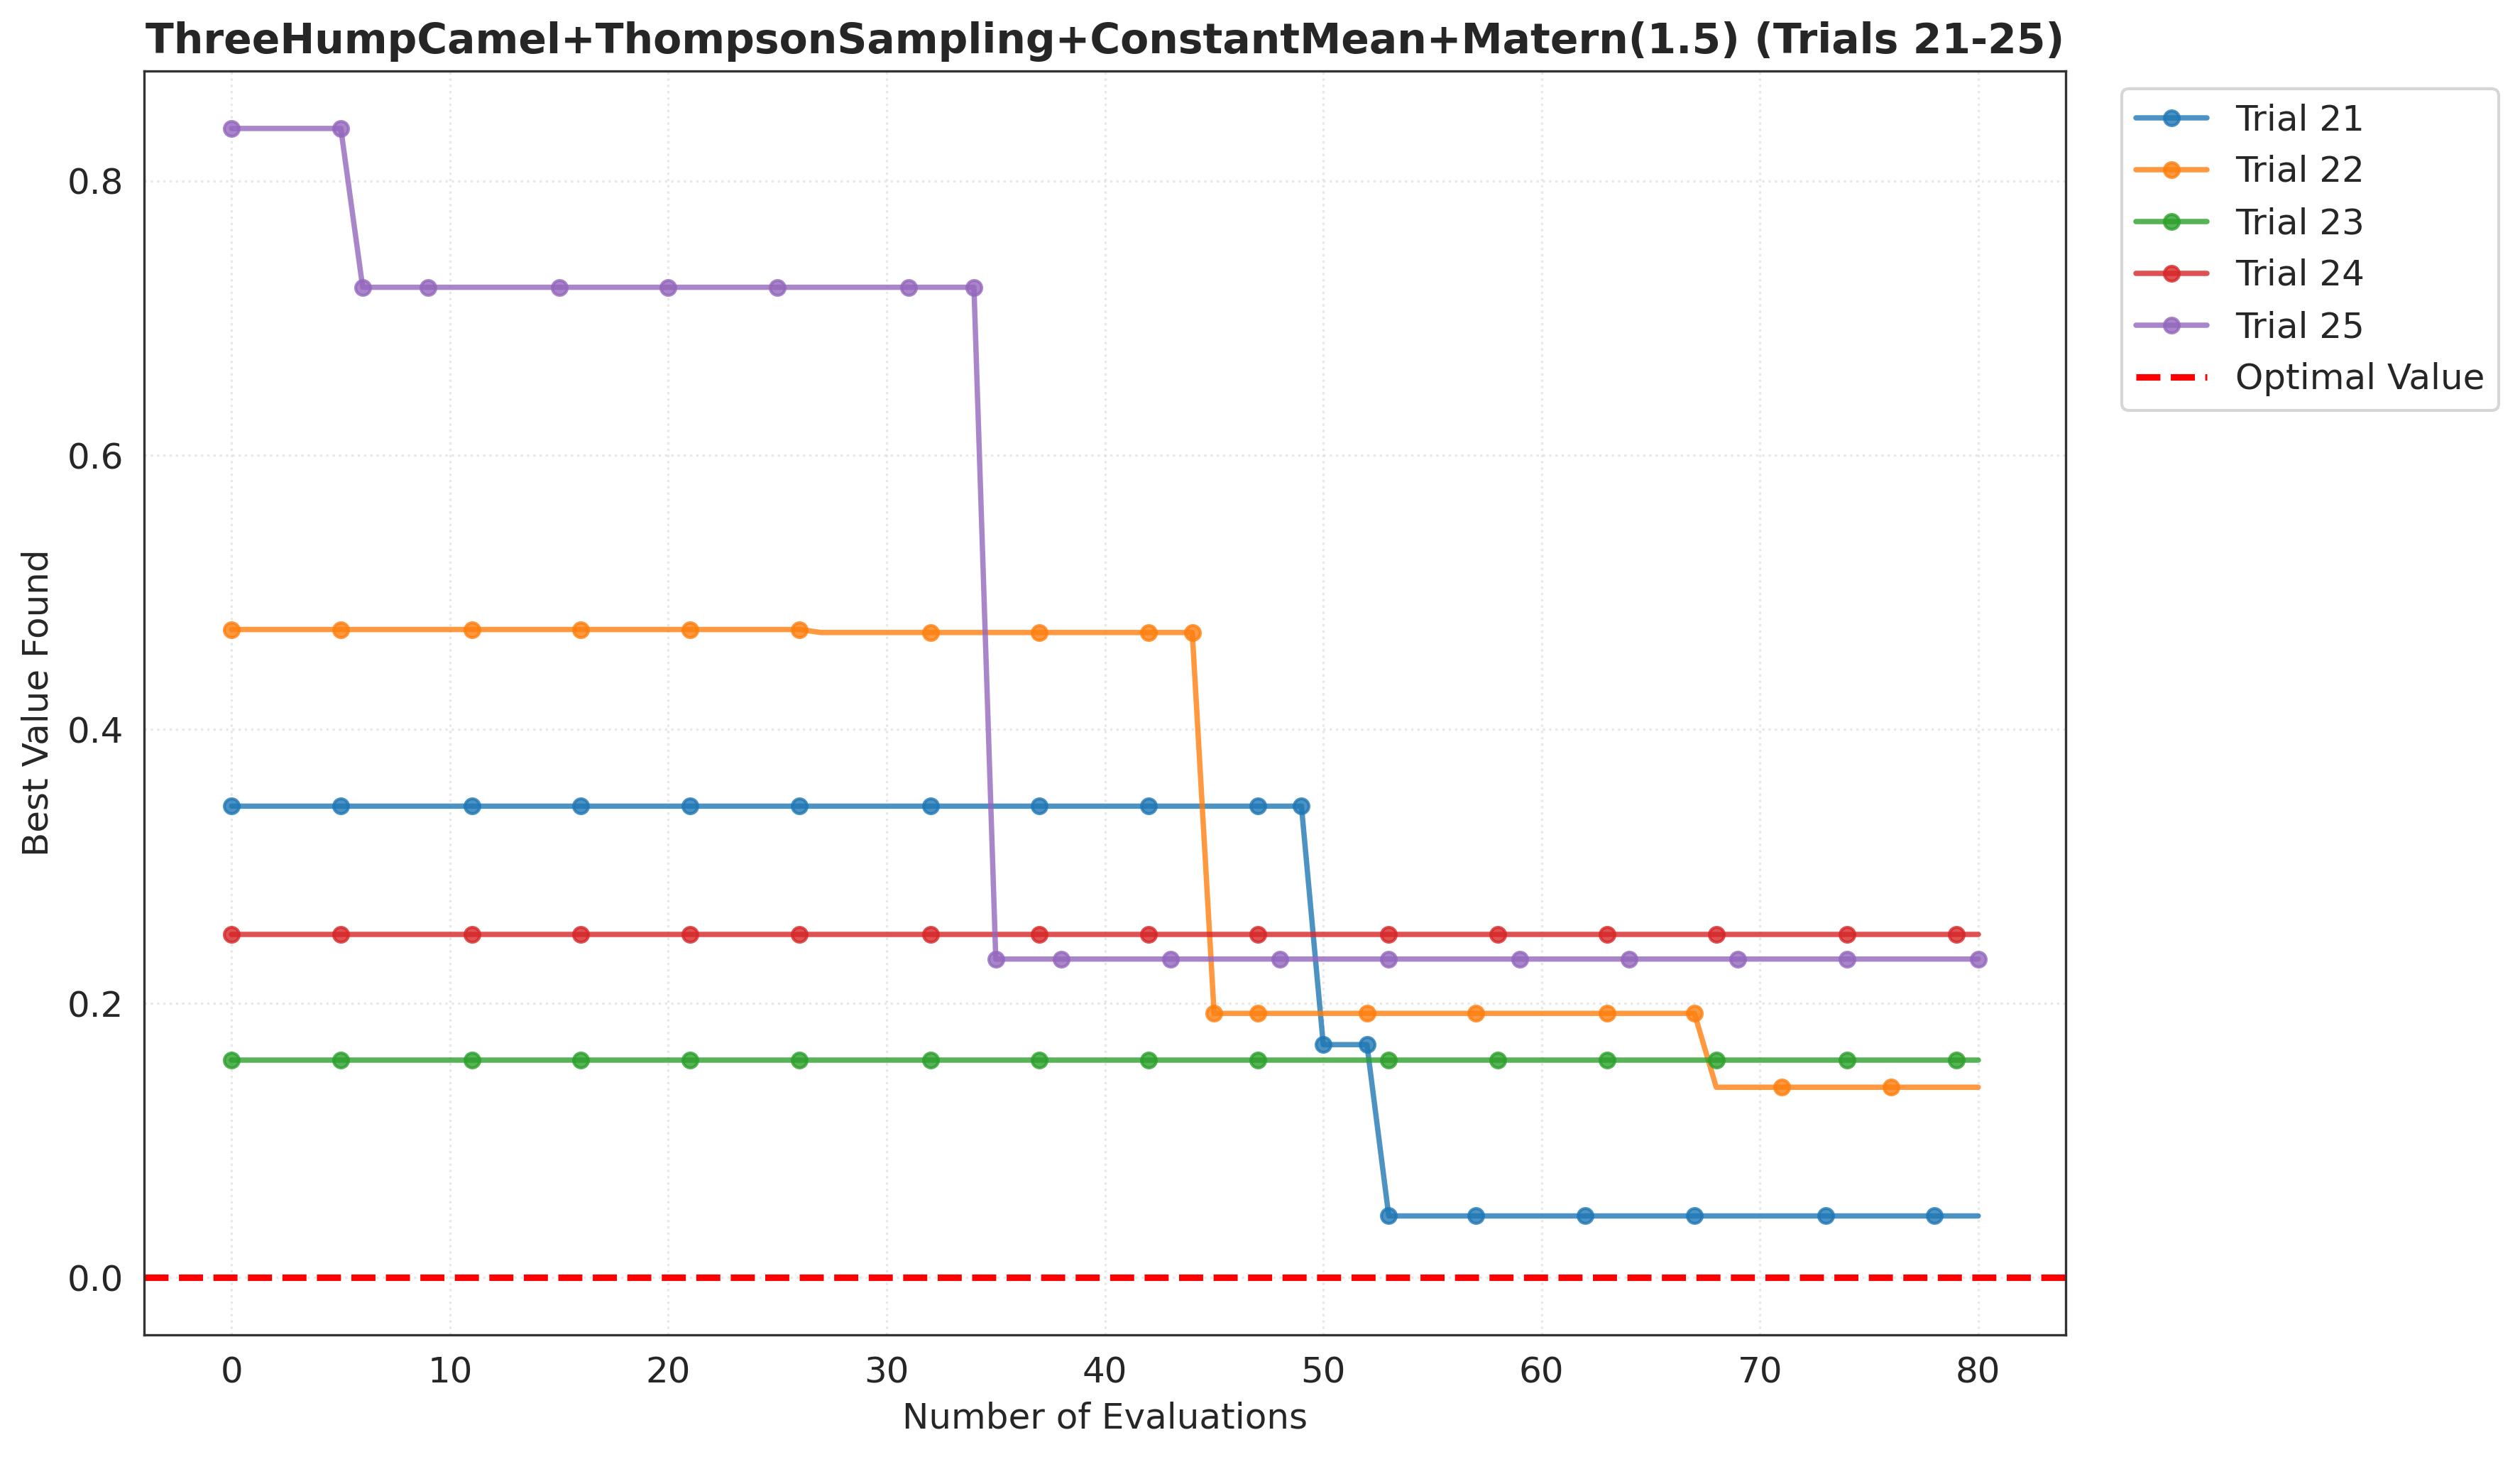 ThreeHumpCamel+ThompsonSampling+ConstantMean+Matern(1.5) (Trials 21-25)
Trial 21
Trial 22
Trial 23
Trial 24
Trial 25
Optimal Value
Best Value Found
0.8
0.6
0.4
0.2
0.0
0 10 20 30 40 50 60 70 80
Number of Evaluations